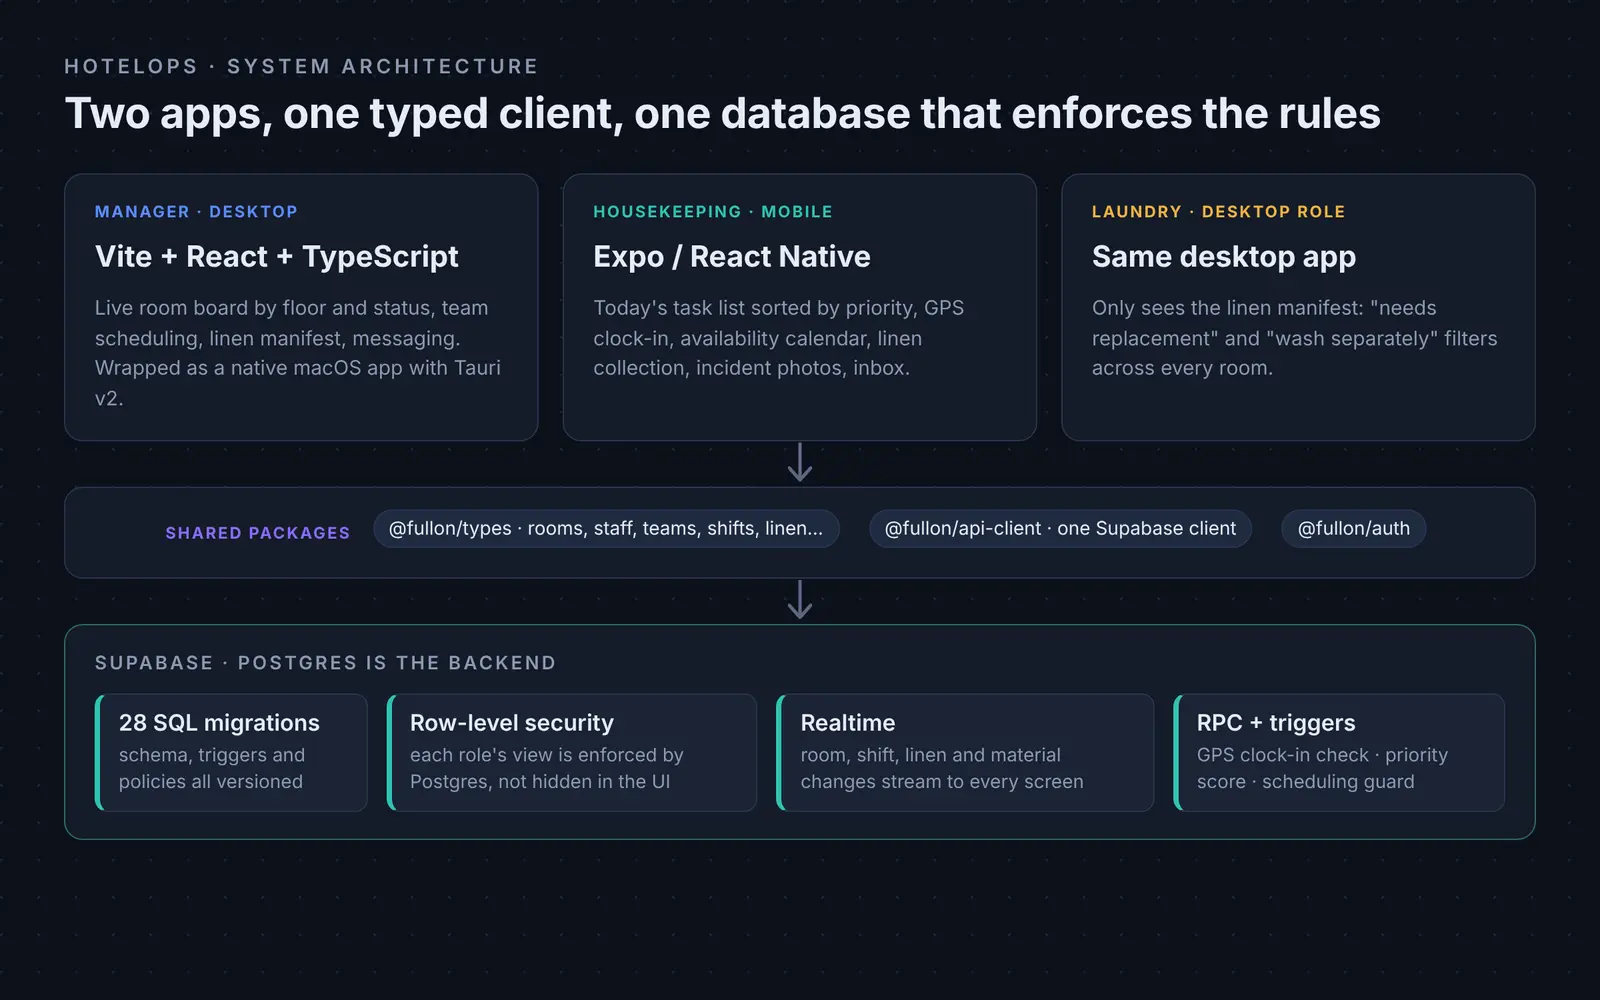 HOTELOPS · SYSTEM ARCHITECTURE
Two apps, one typed client, one database that enforces the rules
MANAGER · DESKTOP
Vite + React + TypeScript
Live room board by floor and status, team
scheduling, linen manifest, messaging.
Wrapped as a native macOS app with Tauri
v2.
HOUSEKEEPING · MOBILE
Expo / React Native
Today's task list sorted by priority, GPS
clock-in, availability calendar, linen
collection, incident photos, inbox.
LAUNDRY · DESKTOP ROLE
Same desktop app
Only sees the linen manifest: "needs
replacement" and "wash separately" filters
across every room.
SHARED PACKAGES
@fullon/types · rooms, staff, teams, shifts, linen…
@fullon/api-client · one Supabase client
@fullon/auth
SUPABASE · POSTGRES IS THE BACKEND
28 SQL migrations
schema, triggers and
policies all versioned
Row-level security
each role's view is enforced by
Postgres, not hidden in the UI
Realtime
room, shift, linen and material
changes stream to every screen
RPC + triggers
GPS clock-in check · priority
score · scheduling guard